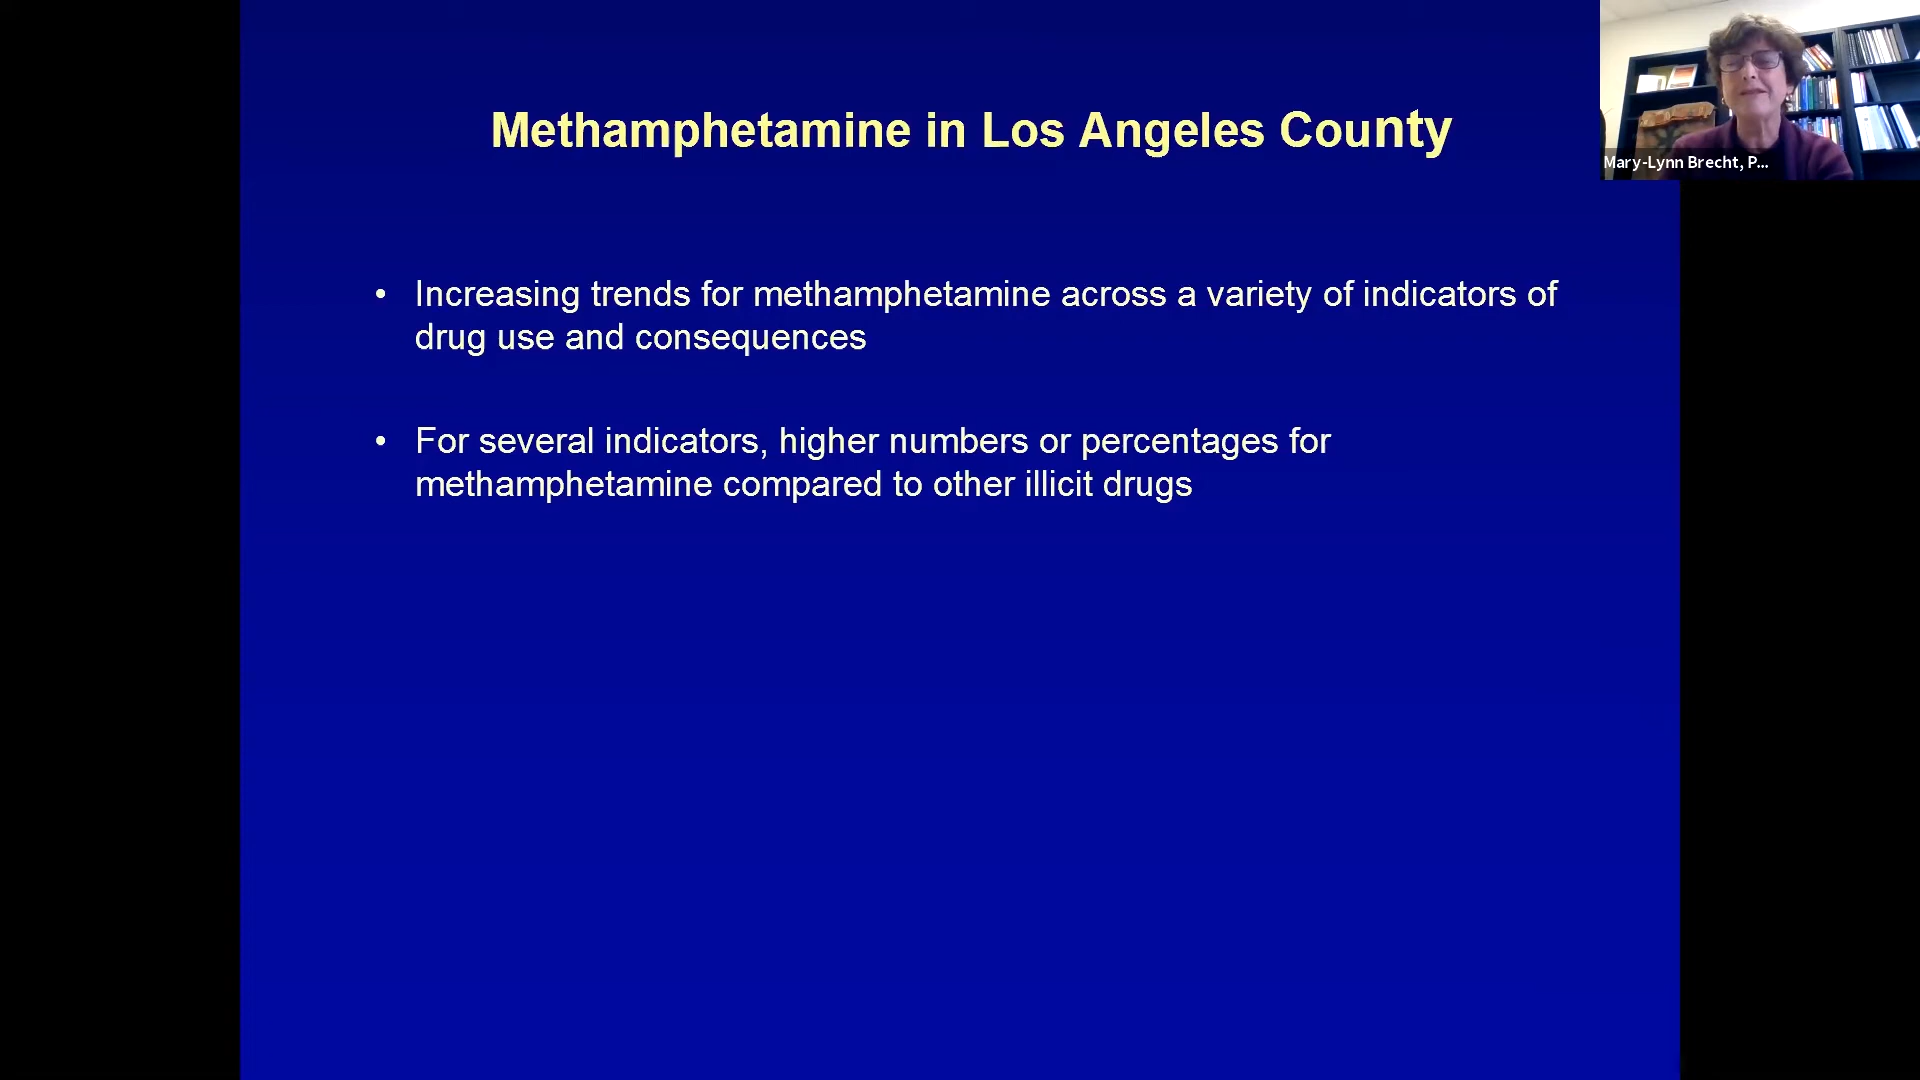 Methamphetamine in Los Angeles County
• Increasing trends for methamphetamine across a variety of indicators of
drug use and consequences
• For several indicators, higher numbers or percentages for
methamphetamine compared to other illicit drugs
Mary-Lynn Brecht, P...